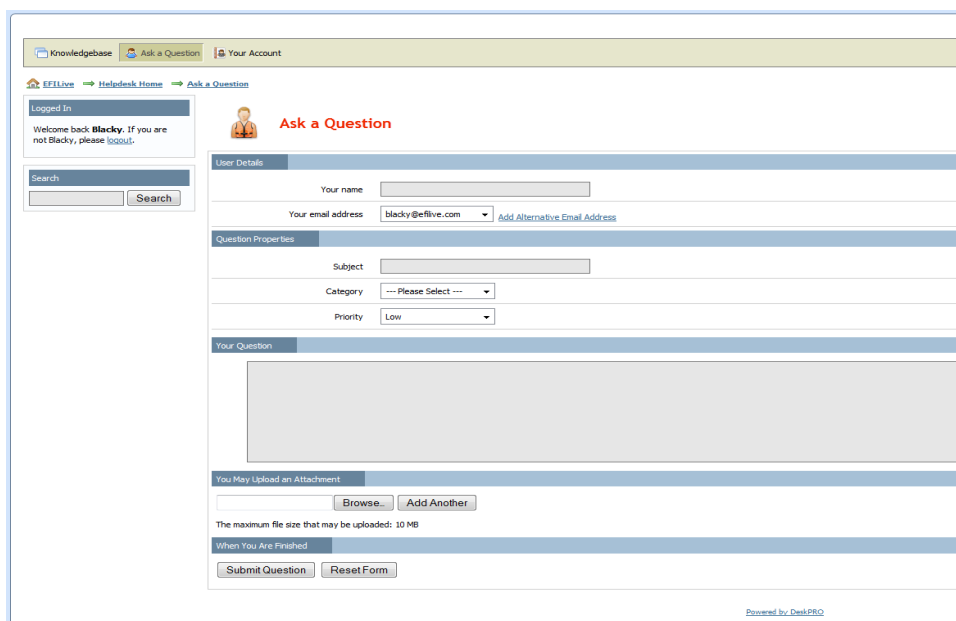 Knowledgebase Ask a Question Your Account
EFILive Helpdesk Home Ask a Question
Logged In
Welcome back Blacky. If you are
not Blacky, please logout.
Search
Search
Ask a Question
User Details
Your name
Your email address blacky@efilive.com Add Alternative Email Address
Question Properties
Subject
Category --- Please Select ---
Priority Low
Your Question
You May Upload an Attachment
Browse... Add Another
The maximum file size that may be uploaded: 10 MB
When You Are Finished
Submit Question Reset Form
Powered by DeskPRO